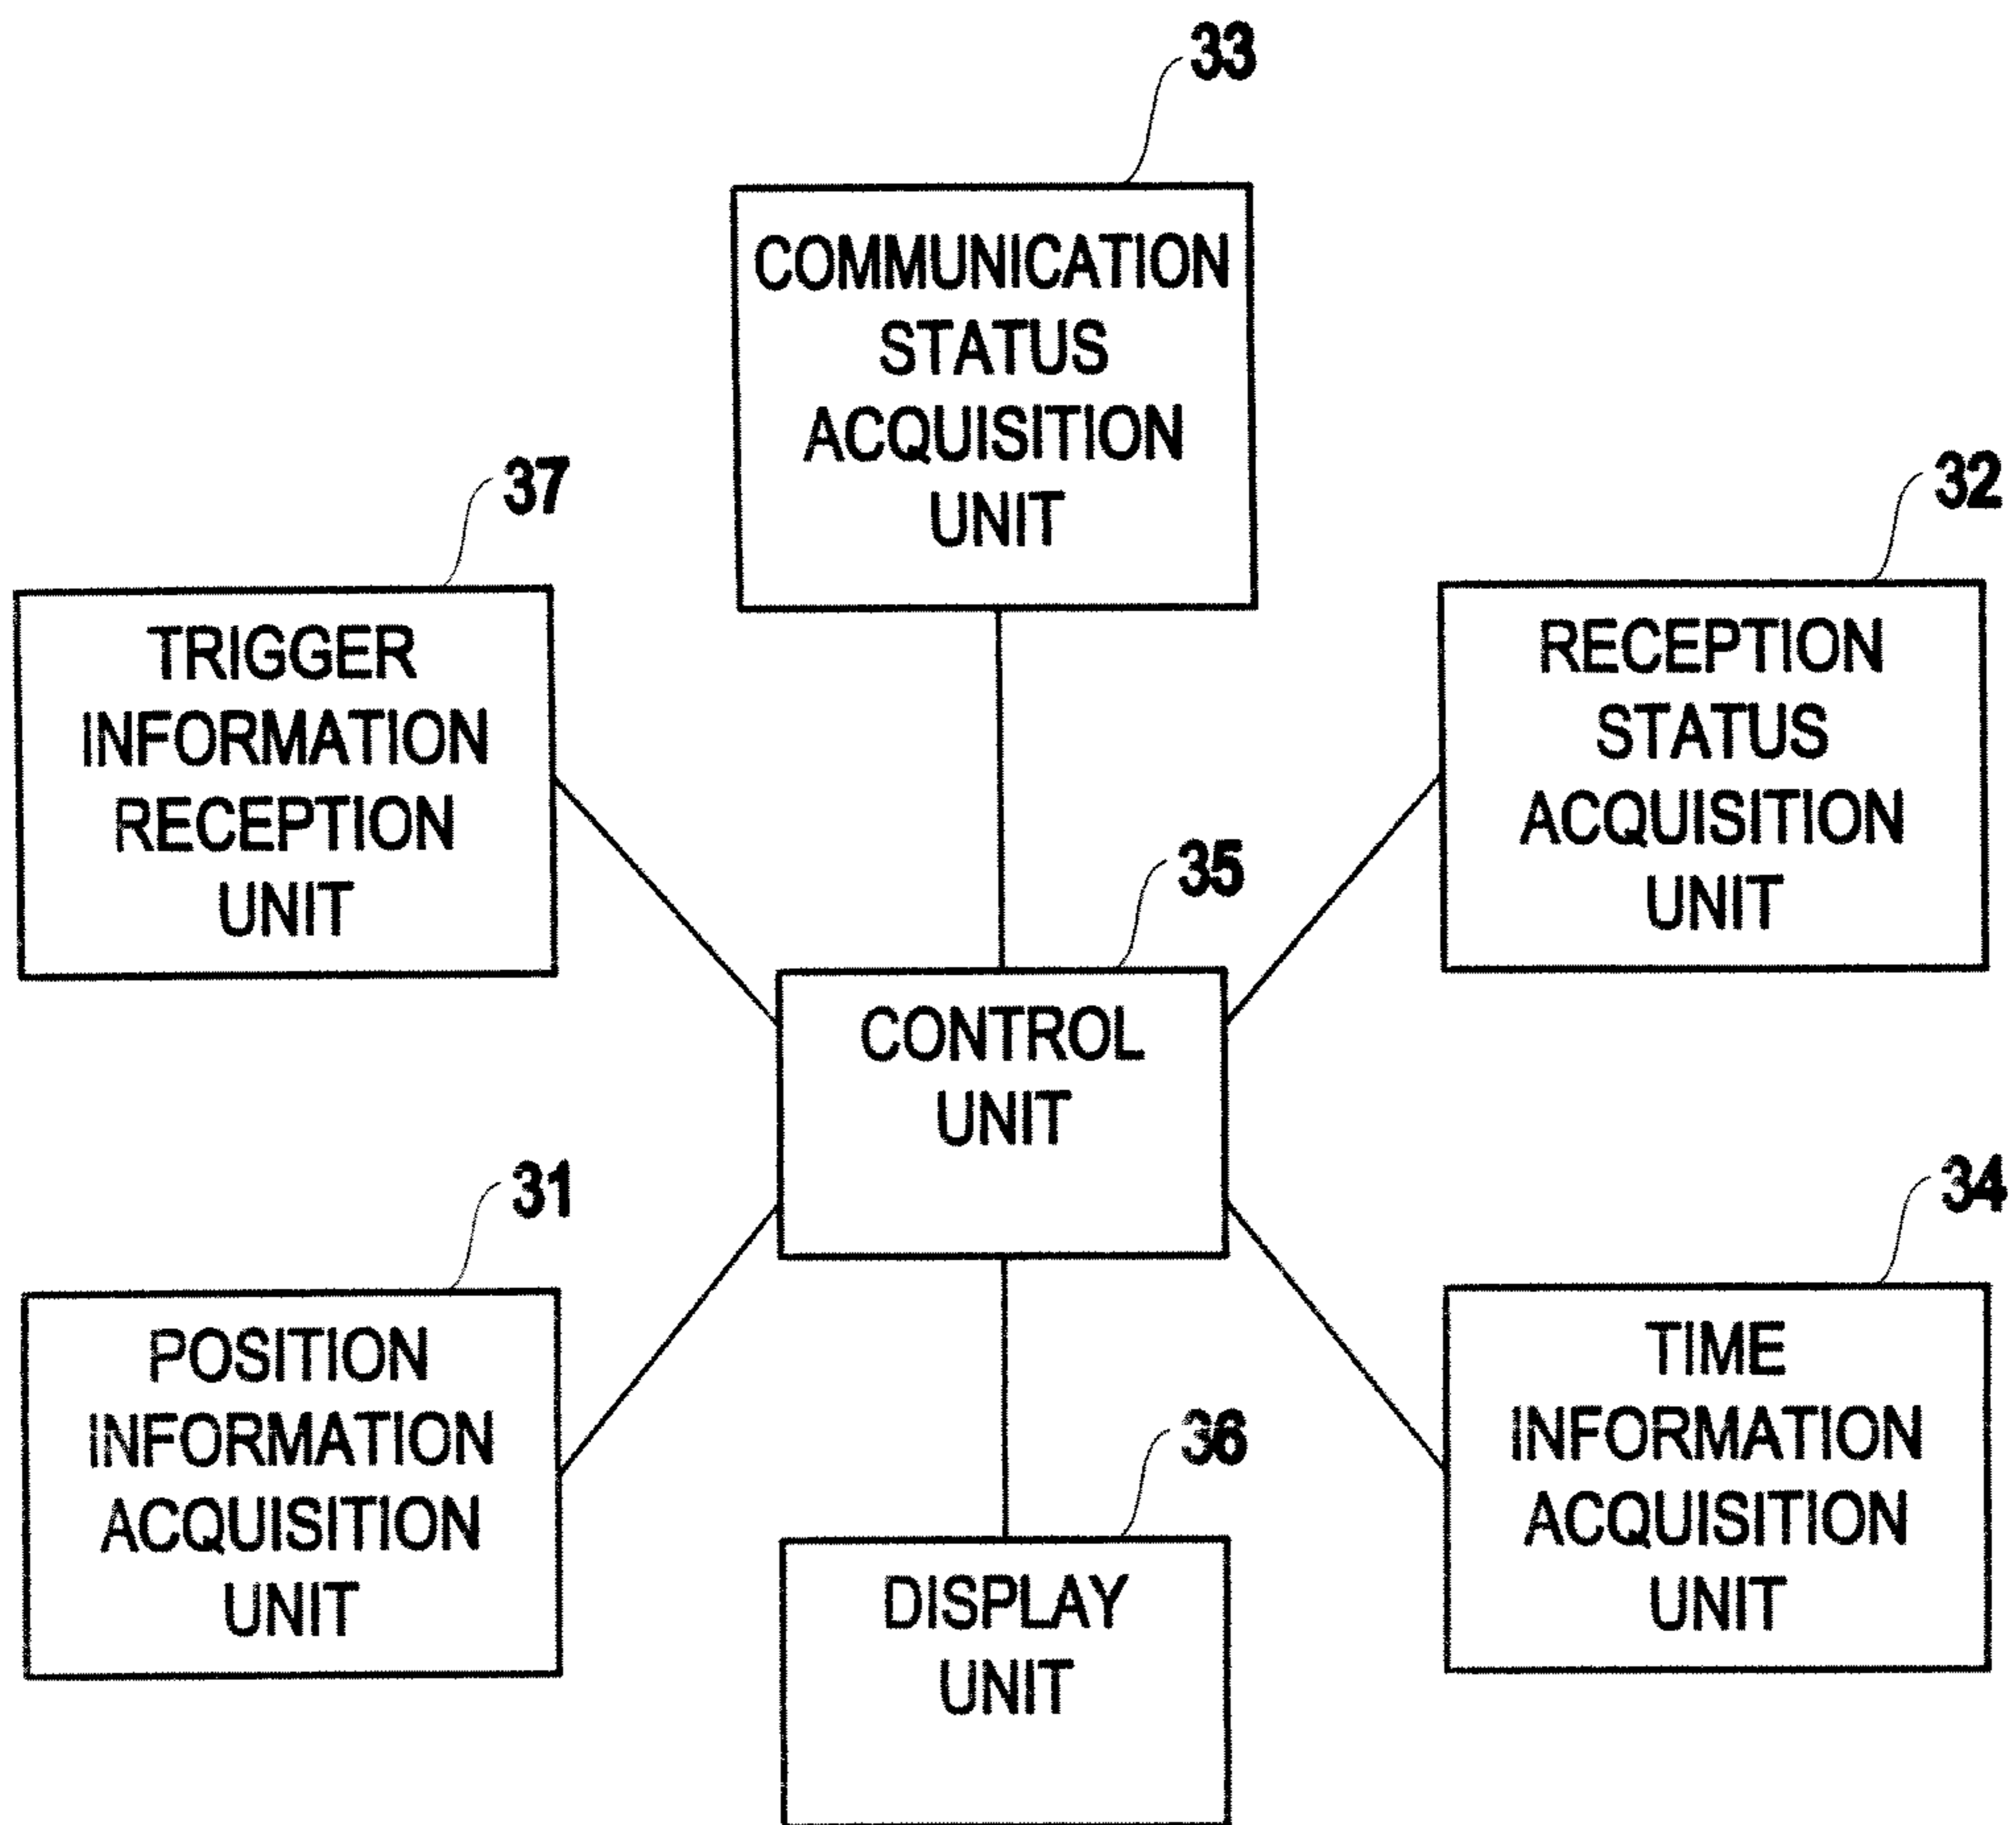 33
COMMUNICATION
STATUS
ACQUISITION
UNIT
37
TRIGGER
INFORMATION
RECEPTION
UNIT
32
RECEPTION
STATUS
ACQUISITION
UNIT
35
CONTROL
UNIT
31
POSITION
INFORMATION
ACQUISITION
UNIT
36
DISPLAY
UNIT
34
TIME
INFORMATION
ACQUISITION
UNIT